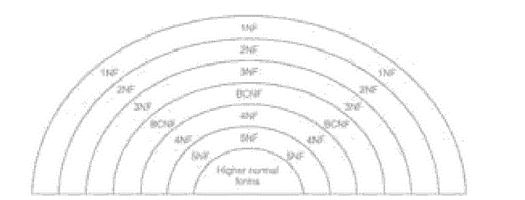 1NF
2NF
1NF 3NF 1NF
2NF BCNF 2NF
3NF 4NF 3NF
BCNF 5NF BCNF
4NF 4NF
5NF 5NF
Higher normal
forms